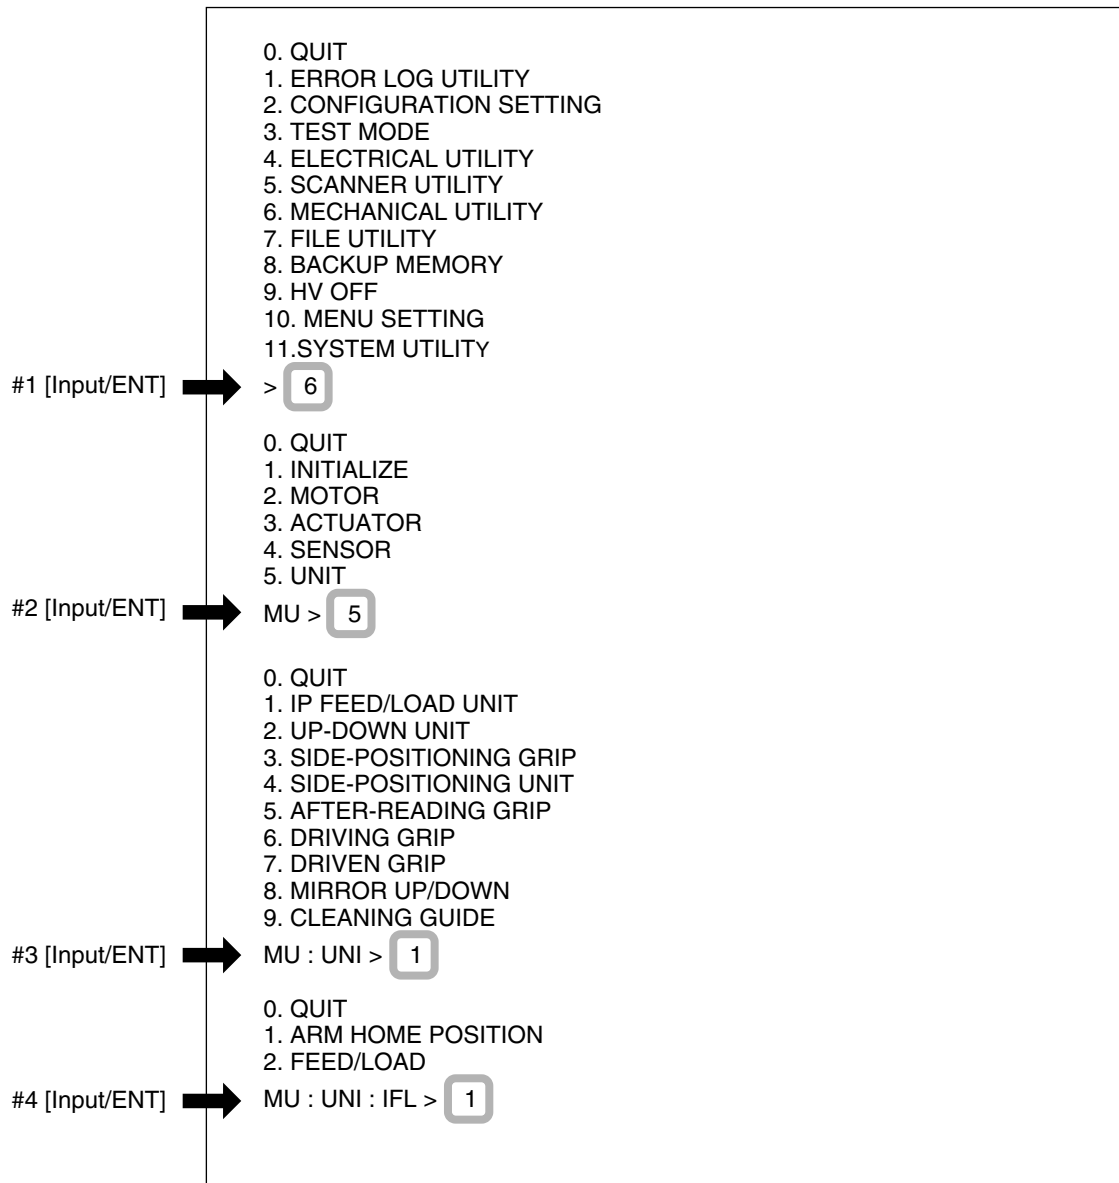 0. QUIT
1. ERROR LOG UTILITY
2. CONFIGURATION SETTING
3. TEST MODE
4. ELECTRICAL UTILITY
5. SCANNER UTILITY
6. MECHANICAL UTILITY
7. FILE UTILITY
8. BACKUP MEMORY
9. HV OFF
10. MENU SETTING
11.SYSTEM UTILITY
#1 [Input/ENT] > 6
0. QUIT
1. INITIALIZE
2. MOTOR
3. ACTUATOR
4. SENSOR
5. UNIT
#2 [Input/ENT] MU > 5
0. QUIT
1. IP FEED/LOAD UNIT
2. UP-DOWN UNIT
3. SIDE-POSITIONING GRIP
4. SIDE-POSITIONING UNIT
5. AFTER-READING GRIP
6. DRIVING GRIP
7. DRIVEN GRIP
8. MIRROR UP/DOWN
9. CLEANING GUIDE
#3 [Input/ENT] MU : UNI > 1
0. QUIT
1. ARM HOME POSITION
2. FEED/LOAD
#4 [Input/ENT] MU : UNI : IFL > 1